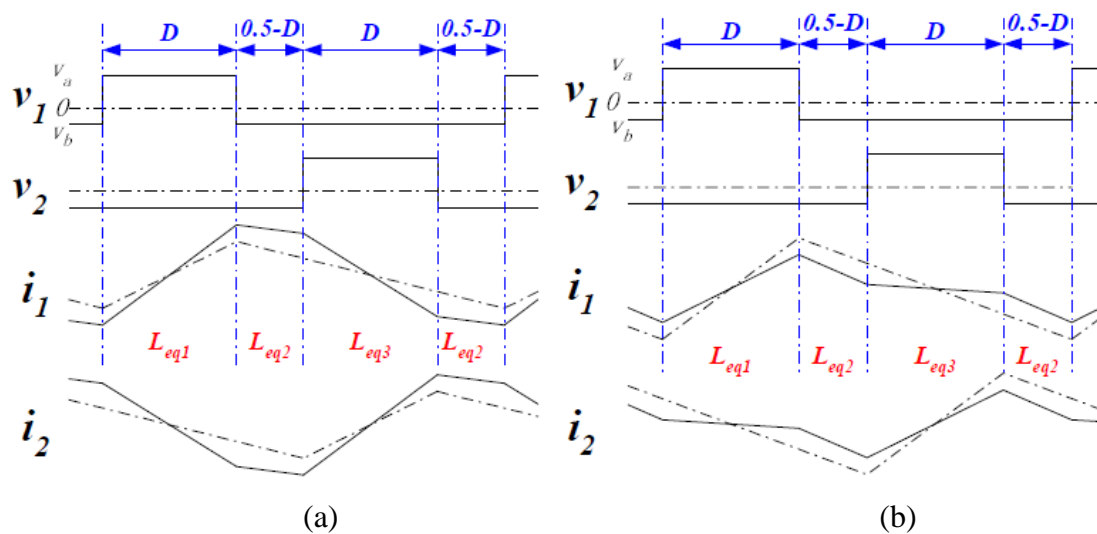 D 0.5-D D 0.5-D
v_a
v_1 0
v_b
v_2
i_1
L_eq1 L_eq2 L_eq3 L_eq2
i_2
(a)
D 0.5-D D 0.5-D
v_a
v_1 0
v_b
v_2
i_1
L_eq1 L_eq2 L_eq3 L_eq2
i_2
(b)